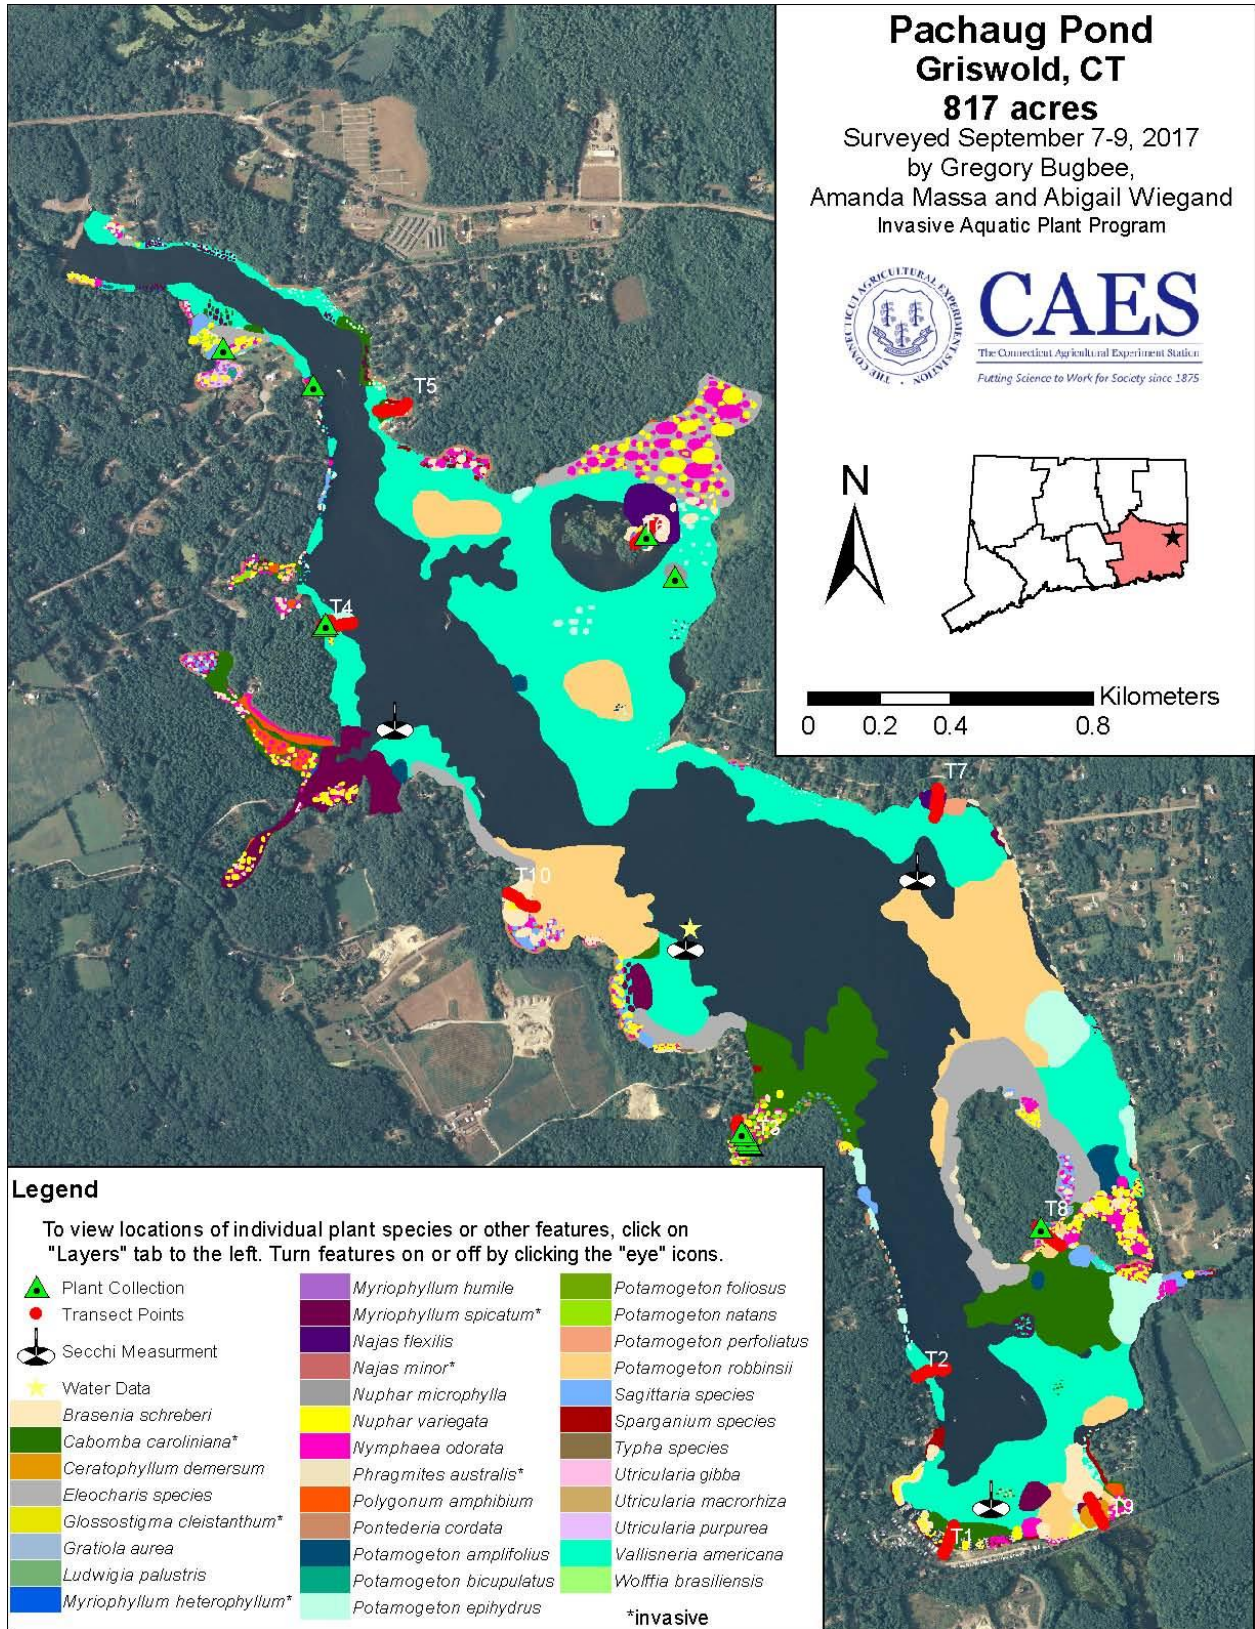 Pachaug Pond
Griswold, CT
817 acres
Surveyed September 7-9, 2017
by Gregory Bugbee,
Amanda Massa and Abigail Wiegand
Invasive Aquatic Plant Program
THE CONNECTICUT AGRICULTURAL EXPERIMENT STATION
CAES
The Connecticut Agricultural Experiment Station
Putting Science to Work for Society since 1875
N
Kilometers
0 0.2 0.4 0.8
T5
T4
T7
T10
T3
T8
T2
T1
T9
Legend
To view locations of individual plant species or other features, click on
"Layers" tab to the left. Turn features on or off by clicking the "eye" icons.
Plant Collection
Transect Points
Secchi Measurment
Water Data
Brasenia schreberi
Cabomba caroliniana*
Ceratophyllum demersum
Eleocharis species
Glossostigma cleistanthum*
Gratiola aurea
Ludwigia palustris
Myriophyllum heterophyllum*
Myriophyllum humile
Myriophyllum spicatum*
Najas flexilis
Najas minor*
Nuphar microphylla
Nuphar variegata
Nymphaea odorata
Phragmites australis*
Polygonum amphibium
Pontederia cordata
Potamogeton amplifolius
Potamogeton bicupulatus
Potamogeton epihydrus
Potamogeton foliosus
Potamogeton natans
Potamogeton perfoliatus
Potamogeton robbinsii
Sagittaria species
Sparganium species
Typha species
Utricularia gibba
Utricularia macrorhiza
Utricularia purpurea
Vallisneria americana
Wolffia brasiliensis
*invasive